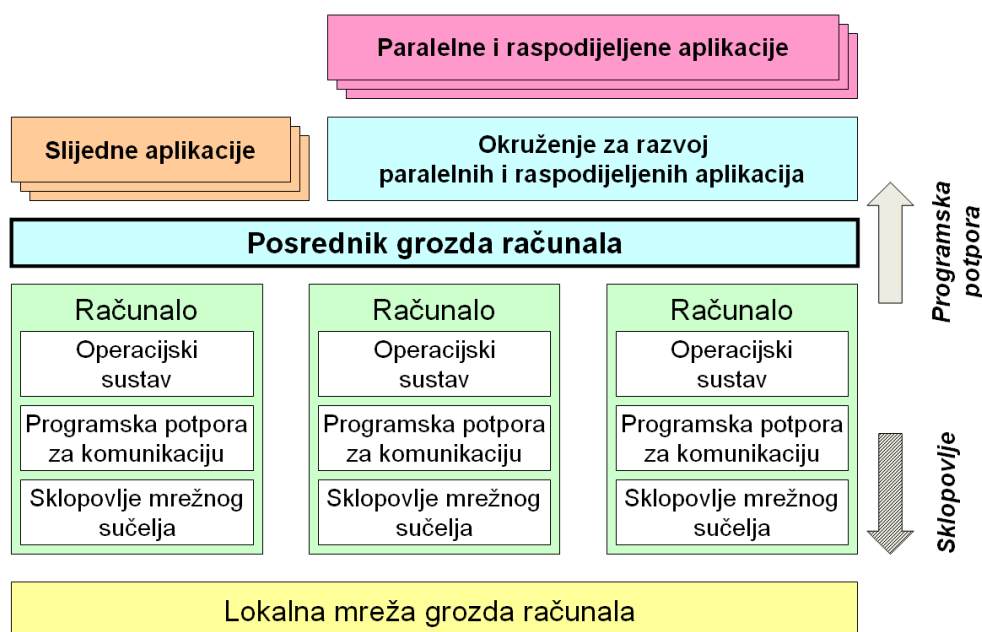 Paralelne i raspodijeljene aplikacije
Slijedne aplikacije
Okruženje za razvoj
paralelnih i raspodijeljenih aplikacija
Posrednik grozda računala
Programska
potpora
Računalo
Operacijski
sustav
Programska potpora
za komunikaciju
Sklopovlje mrežnog
sučelja
Računalo
Operacijski
sustav
Programska potpora
za komunikaciju
Sklopovlje mrežnog
sučelja
Računalo
Operacijski
sustav
Programska potpora
za komunikaciju
Sklopovlje mrežnog
sučelja
Sklopovlje
Lokalna mreža grozda računala